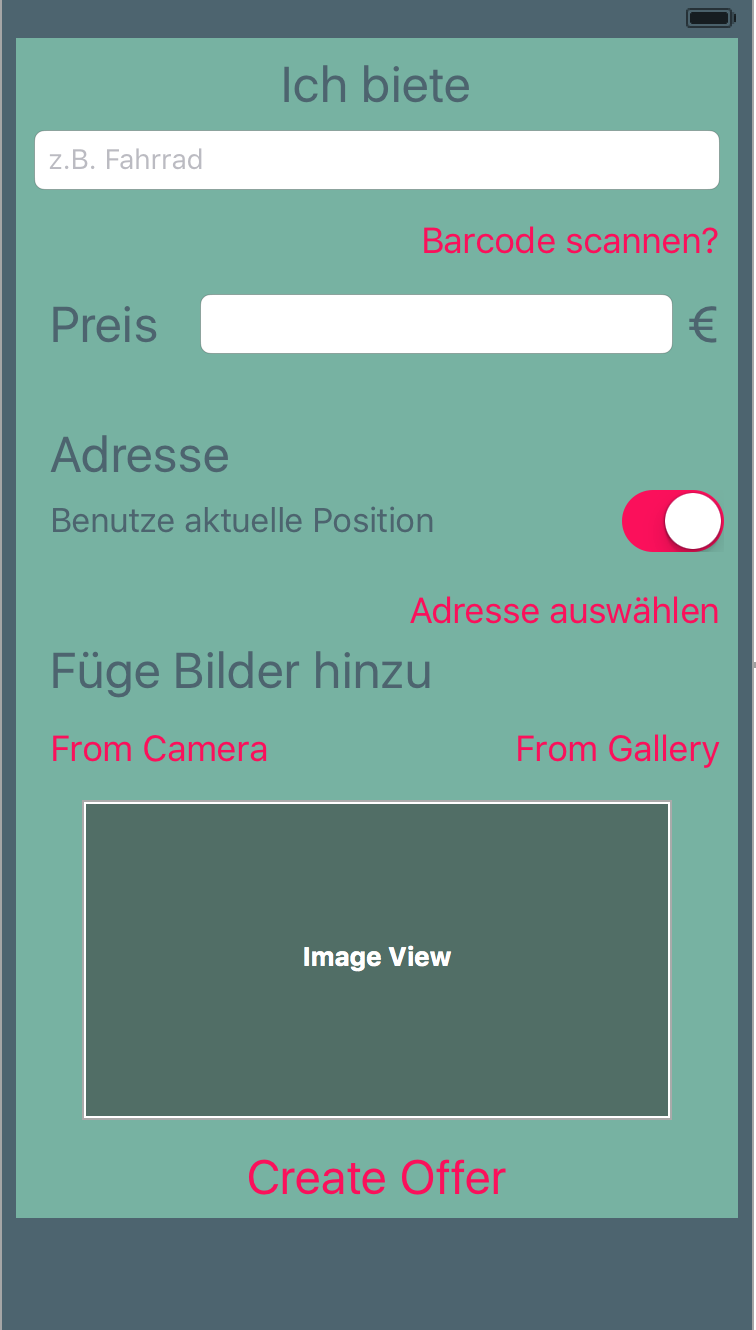 Ich biete
z.B. Fahrrad
Barcode scannen?
Preis €
Adresse
Benutze aktuelle Position
Adresse auswählen
Füge Bilder hinzu
From Camera From Gallery
Image View
Create Offer